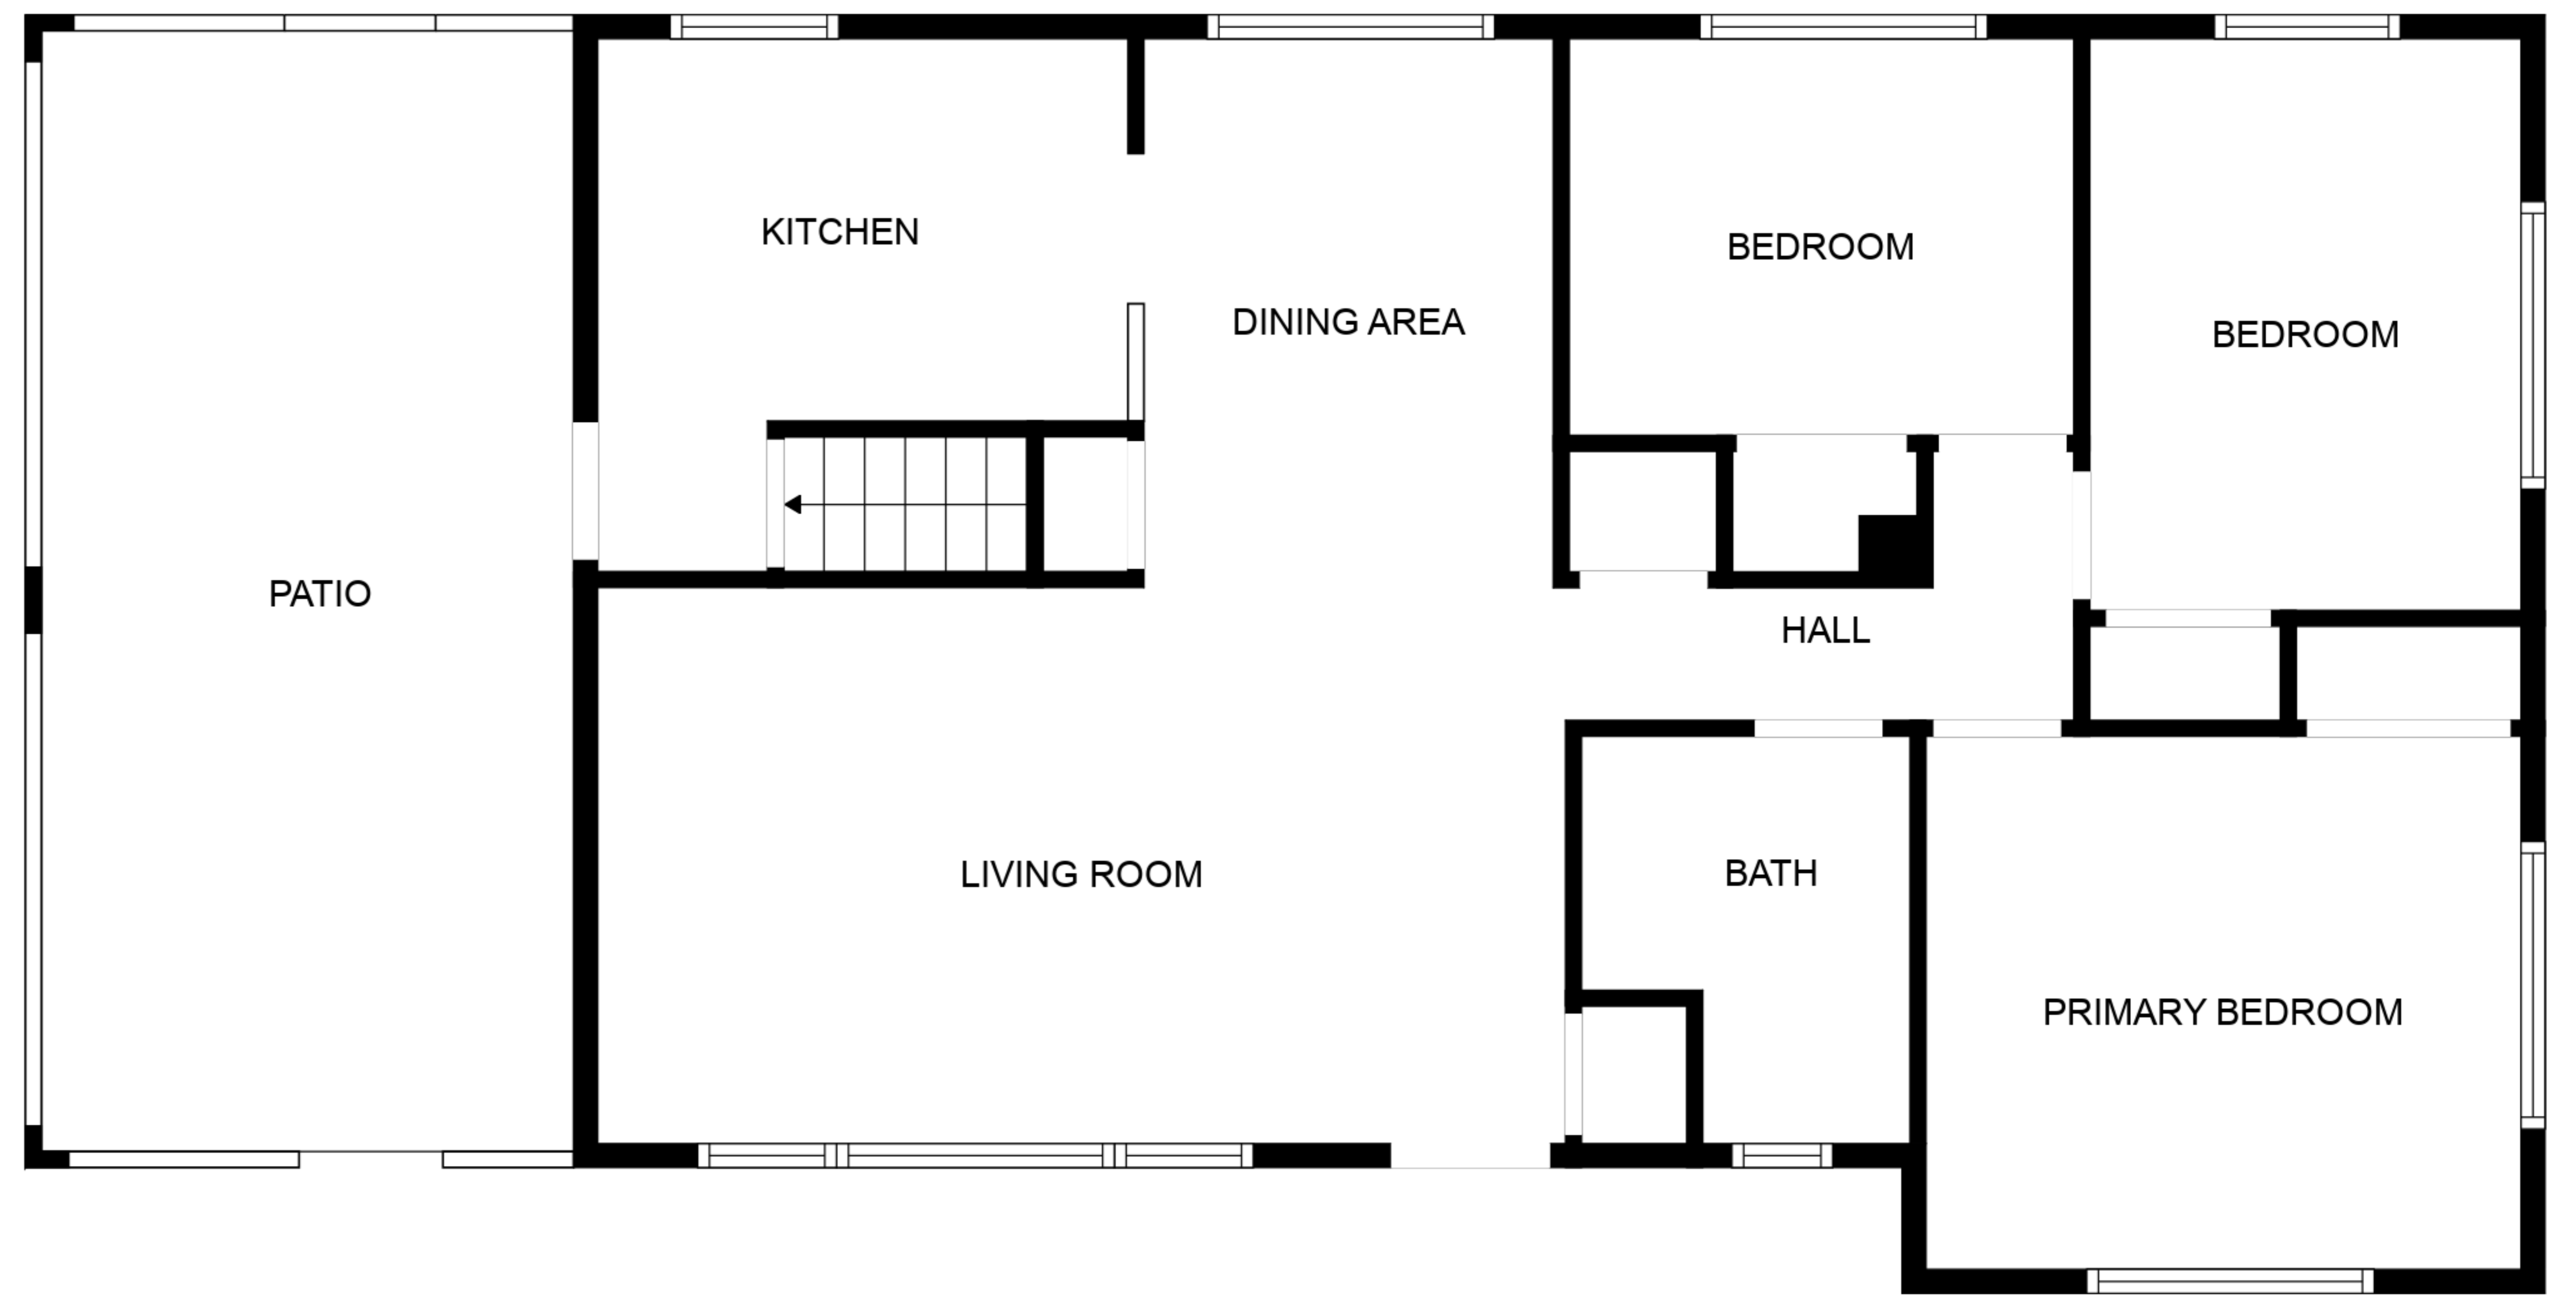 KITCHEN
BEDROOM
DINING AREA
BEDROOM
PATIO
HALL
LIVING ROOM
BATH
PRIMARY BEDROOM